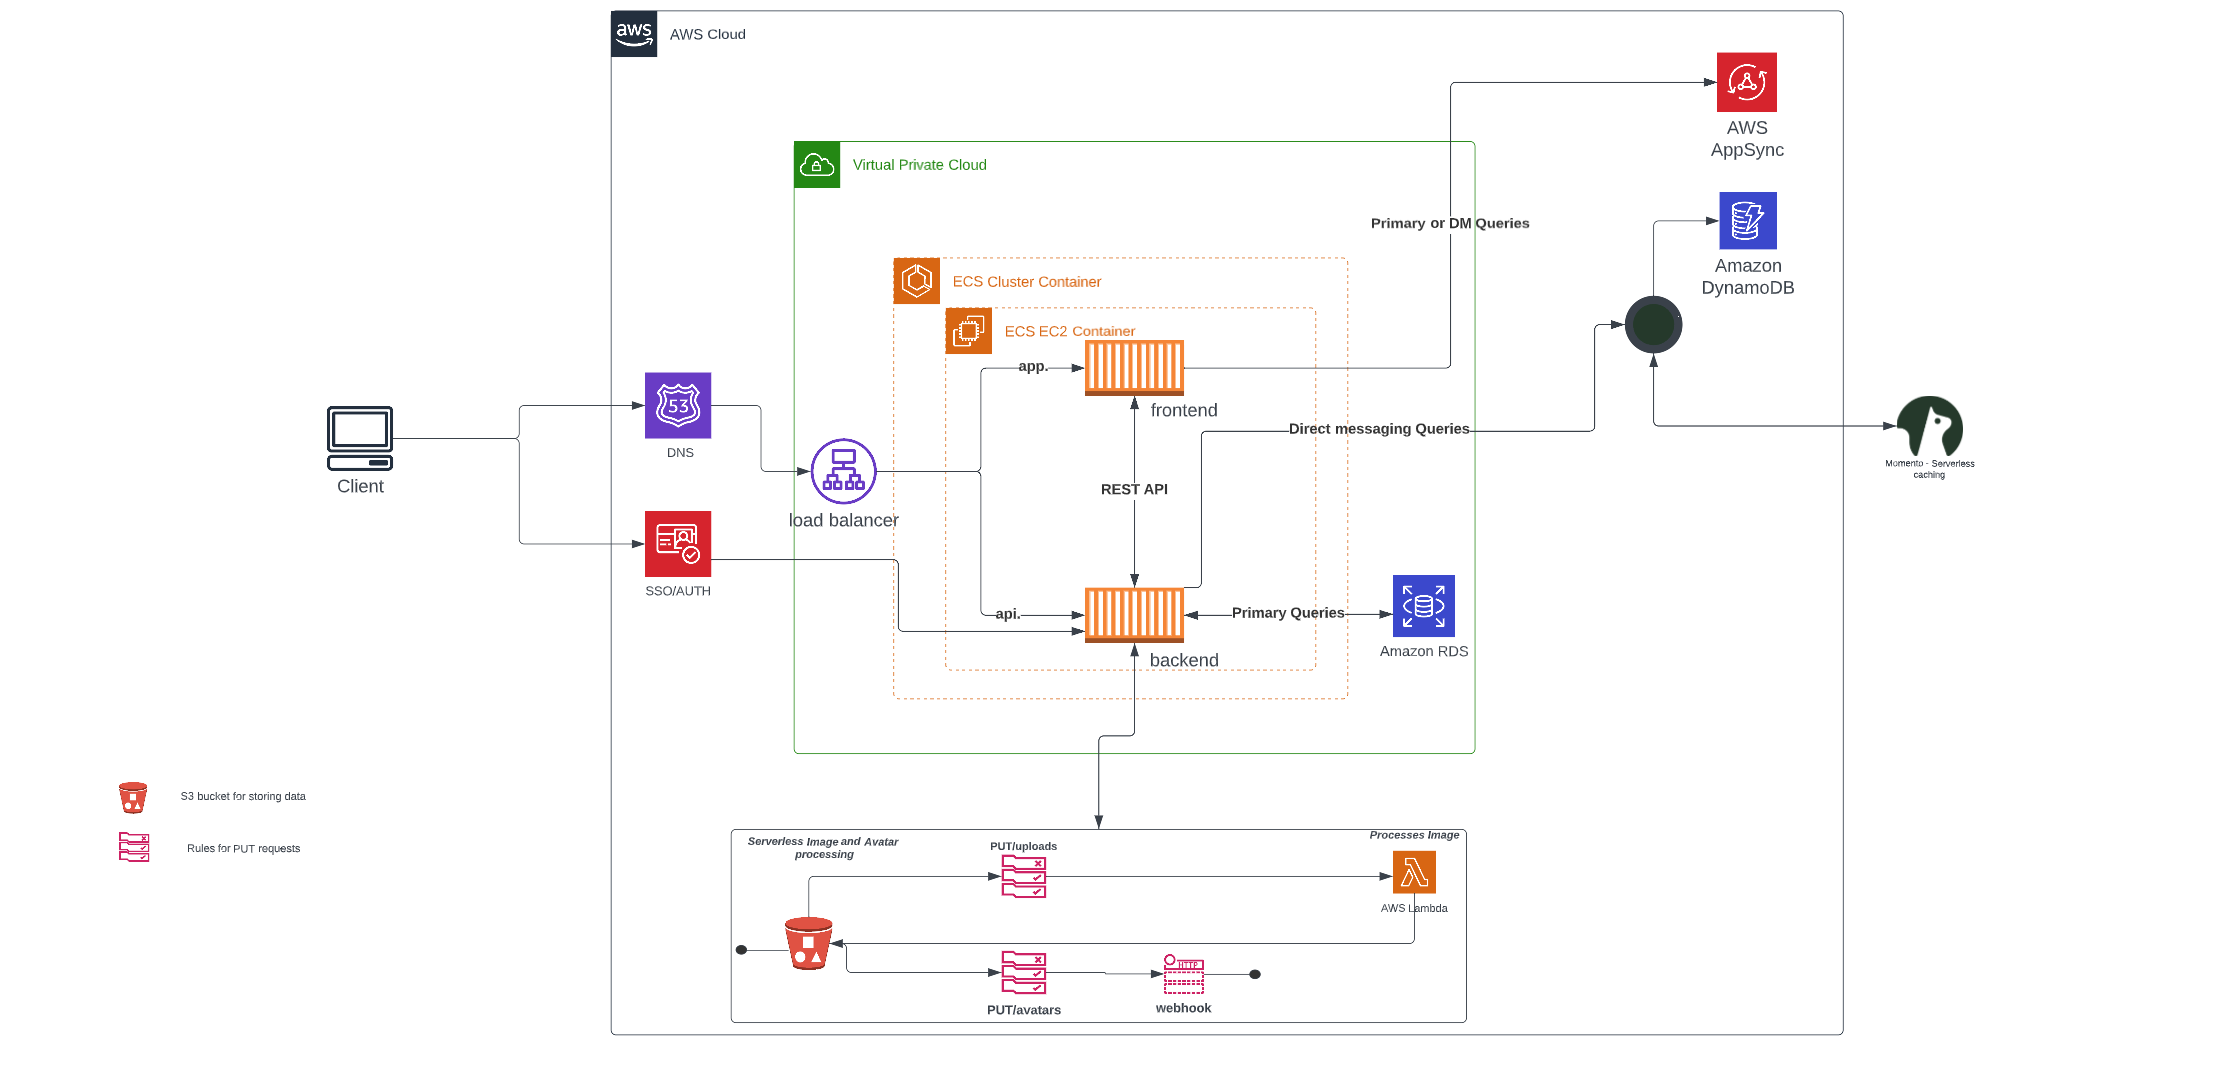 aws
AWS Cloud
AWS
AppSync
Virtual Private Cloud
Primary or DM Queries
Amazon
DynamoDB
ECS Cluster Container
ECS EC2 Container
app.
frontend
53
DNS
Client
Direct messaging Queries
Momento - Serverless
caching
REST API
load balancer
SSO/AUTH
api.
Primary Queries
Amazon RDS
backend
S3 bucket for storing data
Rules for PUT requests
Serverless Image and Avatar
processing
PUT/uploads
Processes Image
AWS Lambda
HTTP
PUT/avatars
webhook